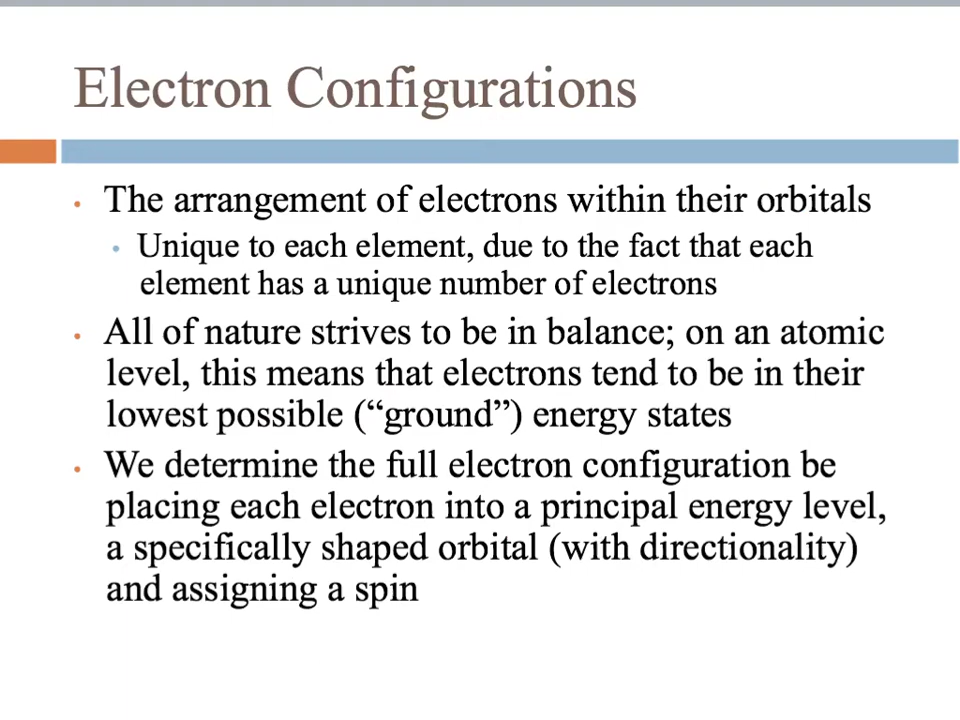 Electron Configurations
• The arrangement of electrons within their orbitals
• Unique to each element, due to the fact that each
element has a unique number of electrons
• All of nature strives to be in balance; on an atomic
level, this means that electrons tend to be in their
lowest possible (“ground”) energy states
• We determine the full electron configuration be
placing each electron into a principal energy level,
a specifically shaped orbital (with directionality)
and assigning a spin